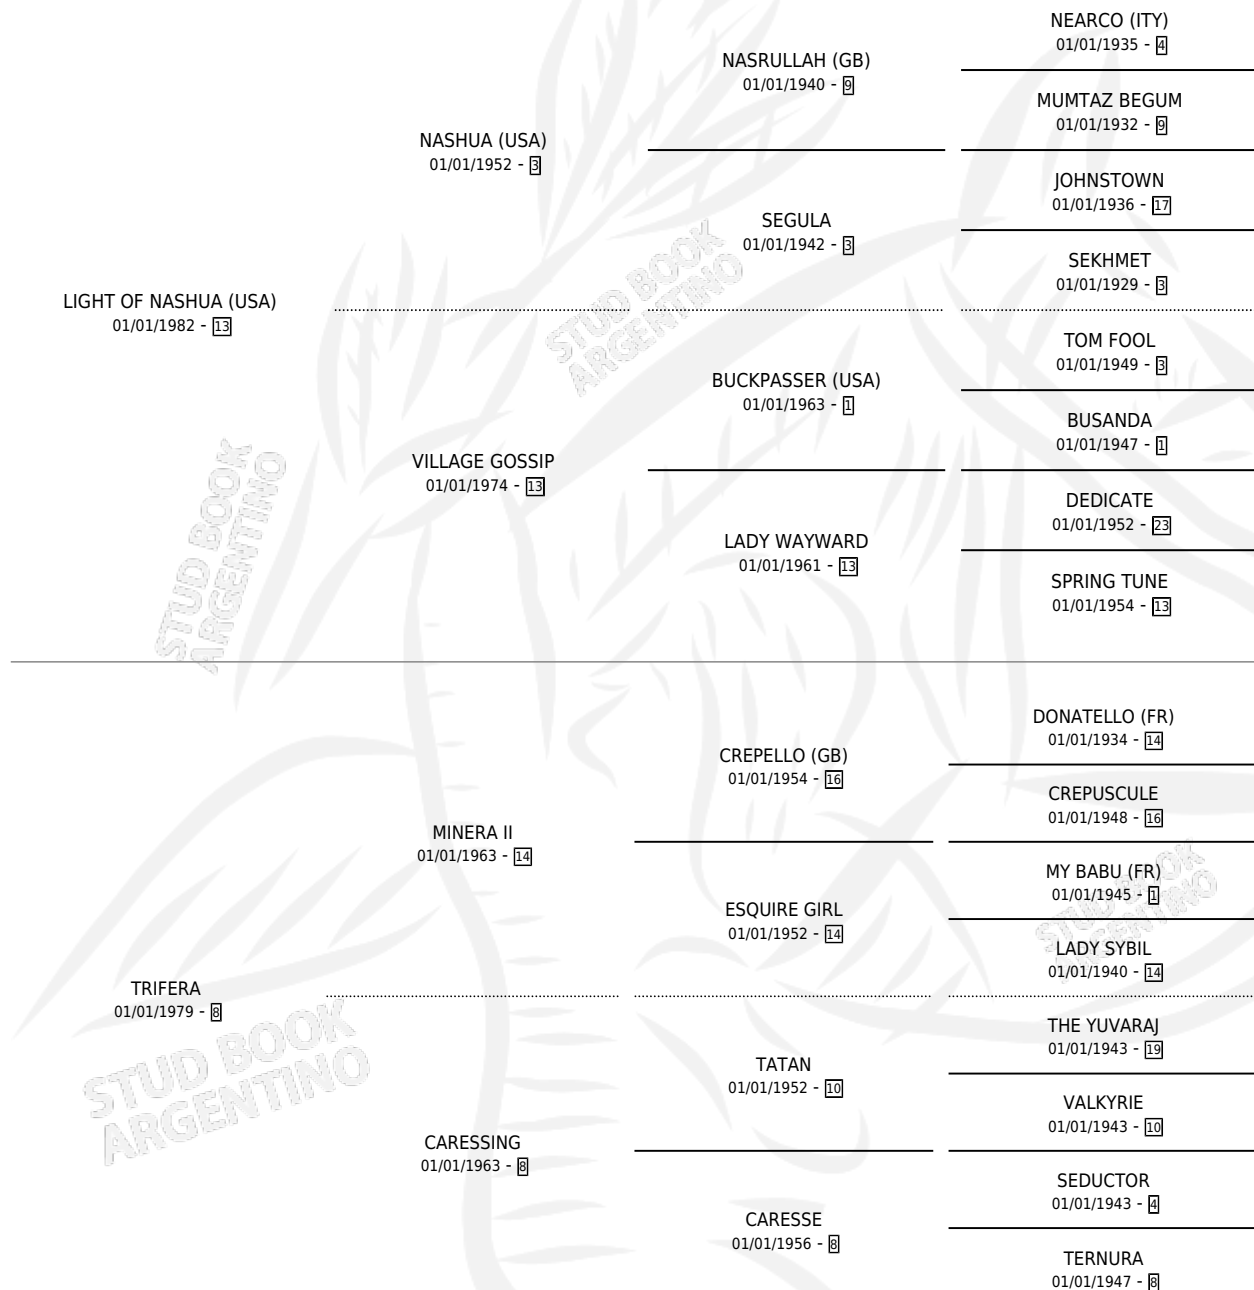 NEARCO (ITY)
01/01/1935 - 4
NASRULLAH (GB)
01/01/1940 - 9
MUMTAZ BEGUM
01/01/1932 - 9
NASHUA (USA)
01/01/1952 - 3
JOHNSTOWN
01/01/1936 - 17
SEGULA
01/01/1942 - 3
SEKHMET
01/01/1929 - 3
LIGHT OF NASHUA (USA)
01/01/1982 - 13
TOM FOOL
01/01/1949 - 3
BUCKPASSER (USA)
01/01/1963 - 1
BUSANDA
01/01/1947 - 1
VILLAGE GOSSIP
01/01/1974 - 13
DEDICATE
01/01/1952 - 23
LADY WAYWARD
01/01/1961 - 13
SPRING TUNE
01/01/1954 - 13
DONATELLO (FR)
01/01/1934 - 14
CREPELLO (GB)
01/01/1954 - 16
CREPUSCULE
01/01/1948 - 16
MINERA II
01/01/1963 - 14
MY BABU (FR)
01/01/1945 - 1
ESQUIRE GIRL
01/01/1952 - 14
LADY SYBIL
01/01/1940 - 14
TRIFERA
01/01/1979 - 8
THE YUVARAJ
01/01/1943 - 19
TATAN
01/01/1952 - 10
VALKYRIE
01/01/1943 - 10
CARESSING
01/01/1963 - 8
SEDUCTOR
01/01/1943 - 4
CARESSE
01/01/1956 - 8
TERNURA
01/01/1947 - 8
STUD BOOK
ARGENTINO
STUD BOOK
ARGENTINO
STUD BOOK
ARGENTINO
STUD BOOK
ARGENTINO